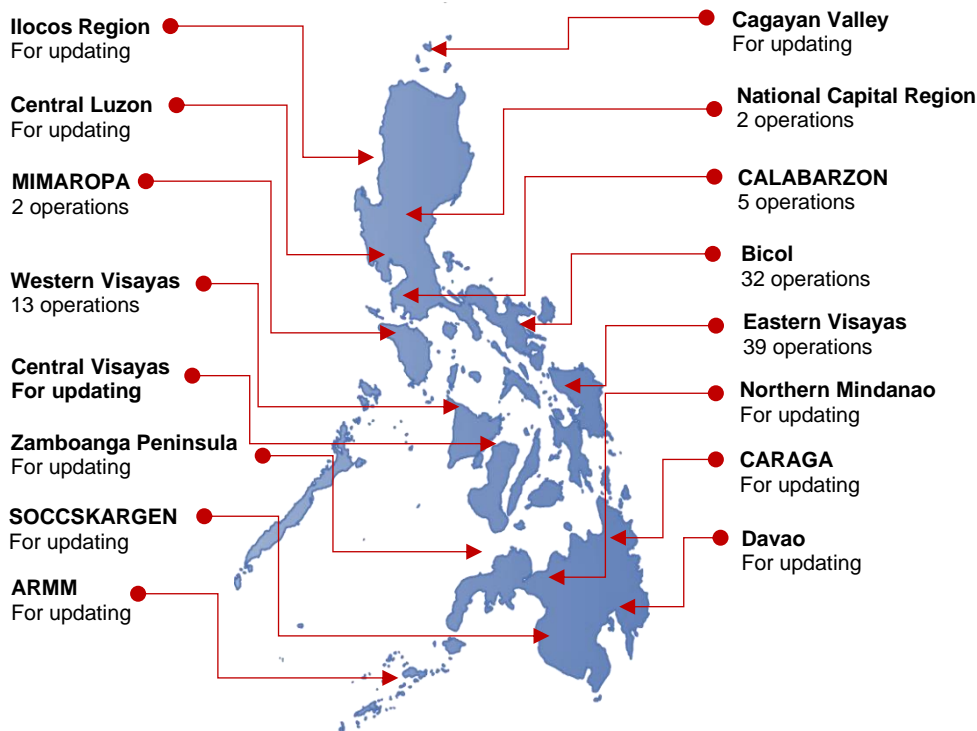 Ilocos Region
For updating
Central Luzon
For updating
MIMAROPA
2 operations
Western Visayas
13 operations
Central Visayas
For updating
Zamboanga Peninsula
For updating
SOCCSKARGEN
For updating
ARMM
For updating
Cagayan Valley
For updating
National Capital Region
2 operations
CALABARZON
5 operations
Bicol
32 operations
Eastern Visayas
39 operations
Northern Mindanao
For updating
CARAGA
For updating
Davao
For updating